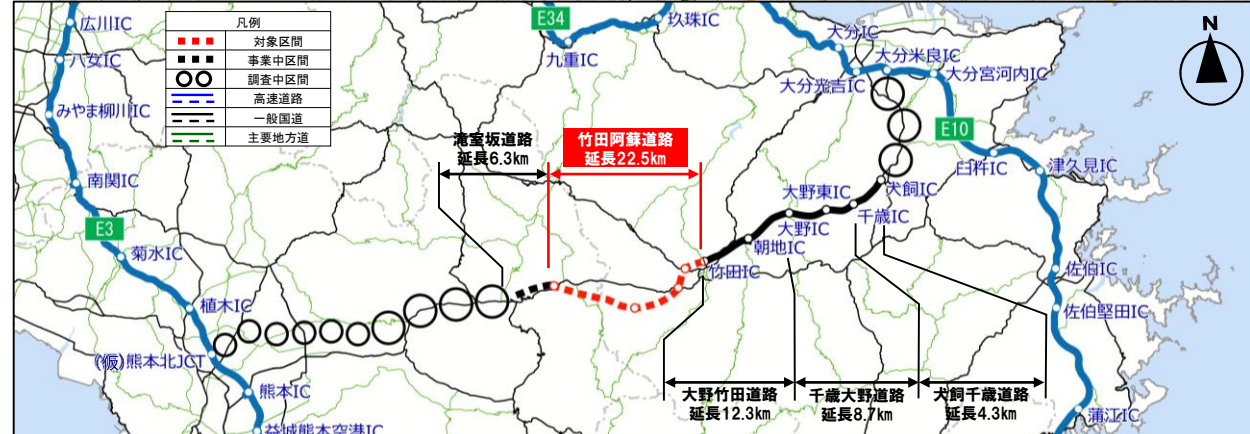 凡例
対象区間
事業中区間
調査中区間
高速道路
一般国道
主要地方道
N
広川IC
八女IC
みやま柳川IC
南関IC
E3
菊水IC
植木IC
(仮)熊本北JCT
熊本IC
益城熊本空港IC
E34
九重IC
玖珠IC
大分IC
大分米良IC
大分光吉IC
大分宮河内IC
E10
臼杵IC
津久見IC
佐伯IC
佐伯堅田IC
蒲江IC
滝室坂道路
延長6.3km
竹田阿蘇道路
延長22.5km
大野東IC
犬飼IC
千歳IC
大野IC
朝地IC
竹田IC
大野竹田道路
延長12.3km
千歳大野道路
延長8.7km
犬飼千歳道路
延長4.3km